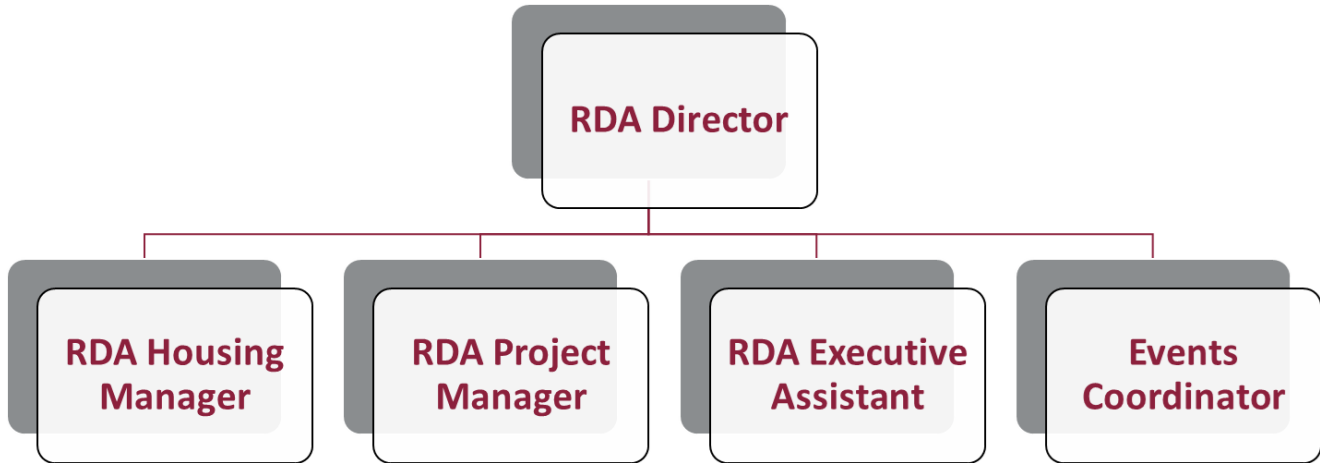 RDA Director
RDA Housing
Manager
RDA Project
Manager
RDA Executive
Assistant
Events
Coordinator